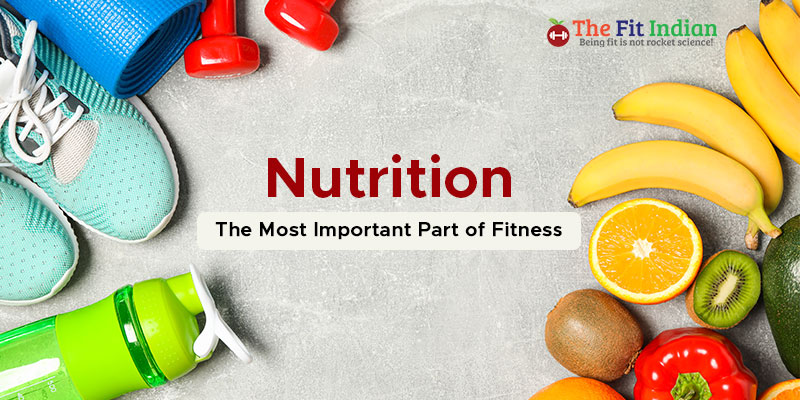 The Fit Indian
Being fit is not rocket science!
Nutrition
The Most Important Part of Fitness